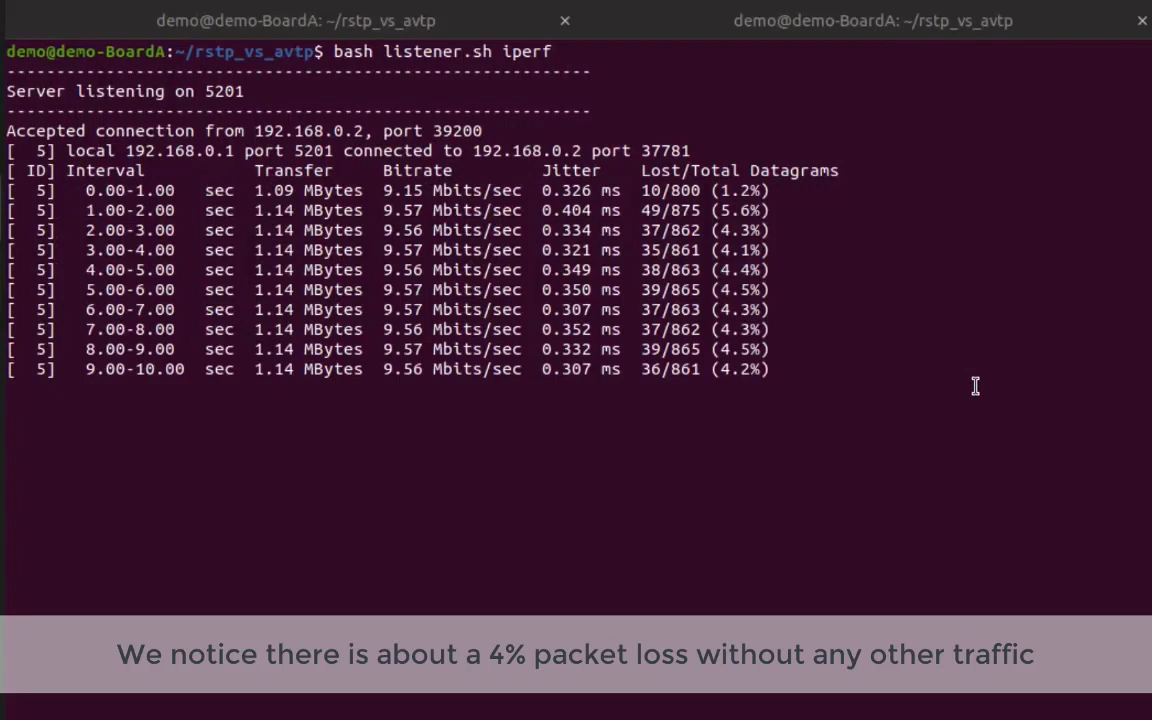 demo@demo-BoardA: ~/rstp_vs_avtp × demo@demo-BoardA: ~/rstp_vs_avtp ×
demo@demo-BoardA:~/rstp_vs_avtp$ bash listener.sh iperf
-----------------------------------------------------------
Server listening on 5201
-----------------------------------------------------------
Accepted connection from 192.168.0.2, port 39200
[  5] local 192.168.0.1 port 5201 connected to 192.168.0.2 port 37781
[ ID] Interval           Transfer     Bitrate         Jitter    Lost/Total Datagrams
[  5]   0.00-1.00   sec  1.09 MBytes  9.15 Mbits/sec  0.326 ms  10/800 (1.2%)
[  5]   1.00-2.00   sec  1.14 MBytes  9.57 Mbits/sec  0.404 ms  49/875 (5.6%)
[  5]   2.00-3.00   sec  1.14 MBytes  9.56 Mbits/sec  0.334 ms  37/862 (4.3%)
[  5]   3.00-4.00   sec  1.14 MBytes  9.57 Mbits/sec  0.321 ms  35/861 (4.1%)
[  5]   4.00-5.00   sec  1.14 MBytes  9.56 Mbits/sec  0.349 ms  38/863 (4.4%)
[  5]   5.00-6.00   sec  1.14 MBytes  9.57 Mbits/sec  0.350 ms  39/865 (4.5%)
[  5]   6.00-7.00   sec  1.14 MBytes  9.57 Mbits/sec  0.307 ms  37/863 (4.3%)
[  5]   7.00-8.00   sec  1.14 MBytes  9.56 Mbits/sec  0.352 ms  37/862 (4.3%)
[  5]   8.00-9.00   sec  1.14 MBytes  9.57 Mbits/sec  0.332 ms  39/865 (4.5%)
[  5]   9.00-10.00  sec  1.14 MBytes  9.56 Mbits/sec  0.307 ms  36/861 (4.2%)
We notice there is about a 4% packet loss without any other traffic